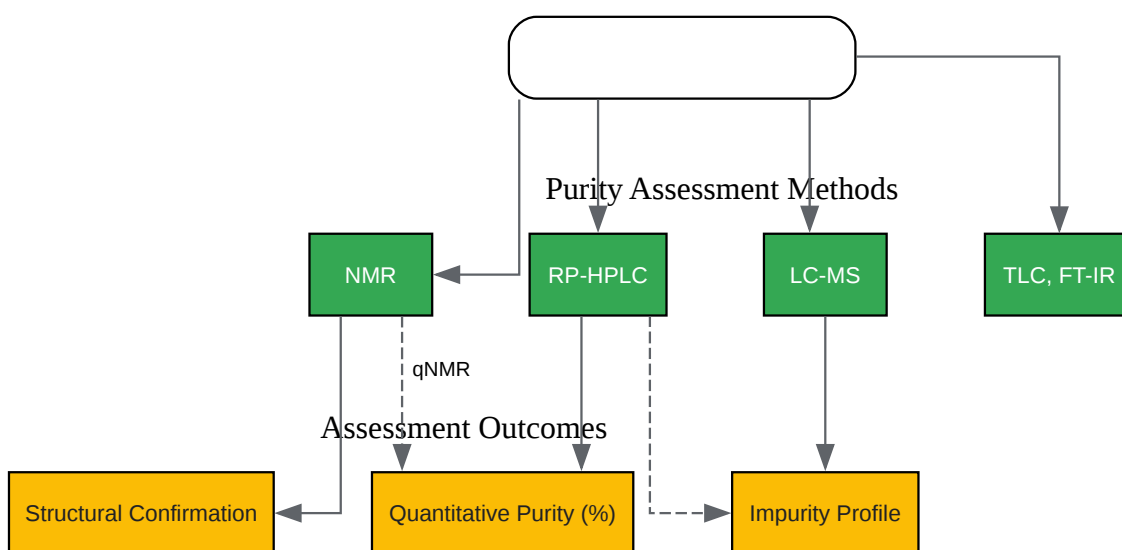 Purity Assessment Methods
NMR
RP-HPLC
LC-MS
TLC, FT-IR
qNMR
Assessment Outcomes
Structural Confirmation
Quantitative Purity (%)
Impurity Profile